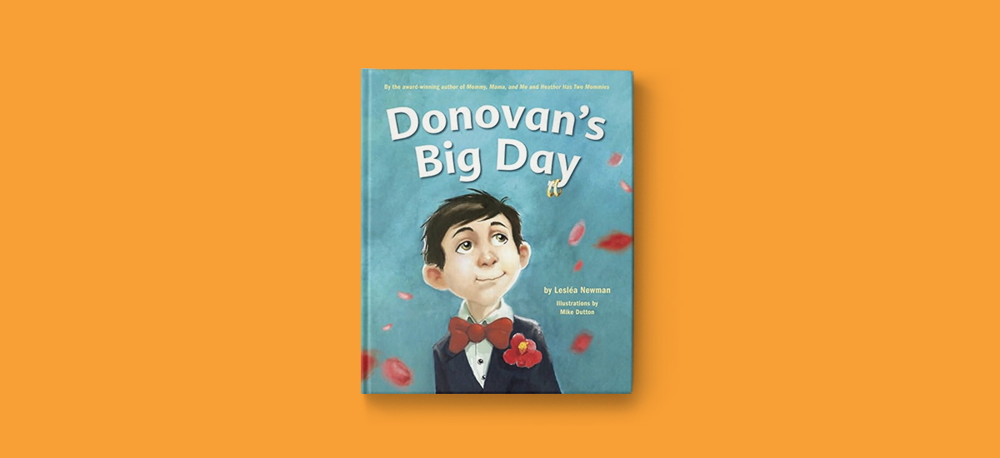 By the award-winning author of Mommy, Mama, and Me and Heather Has Two Mommies
Donovan's
Big Day
by Lesléa Newman
Illustrations by
Mike Dutton